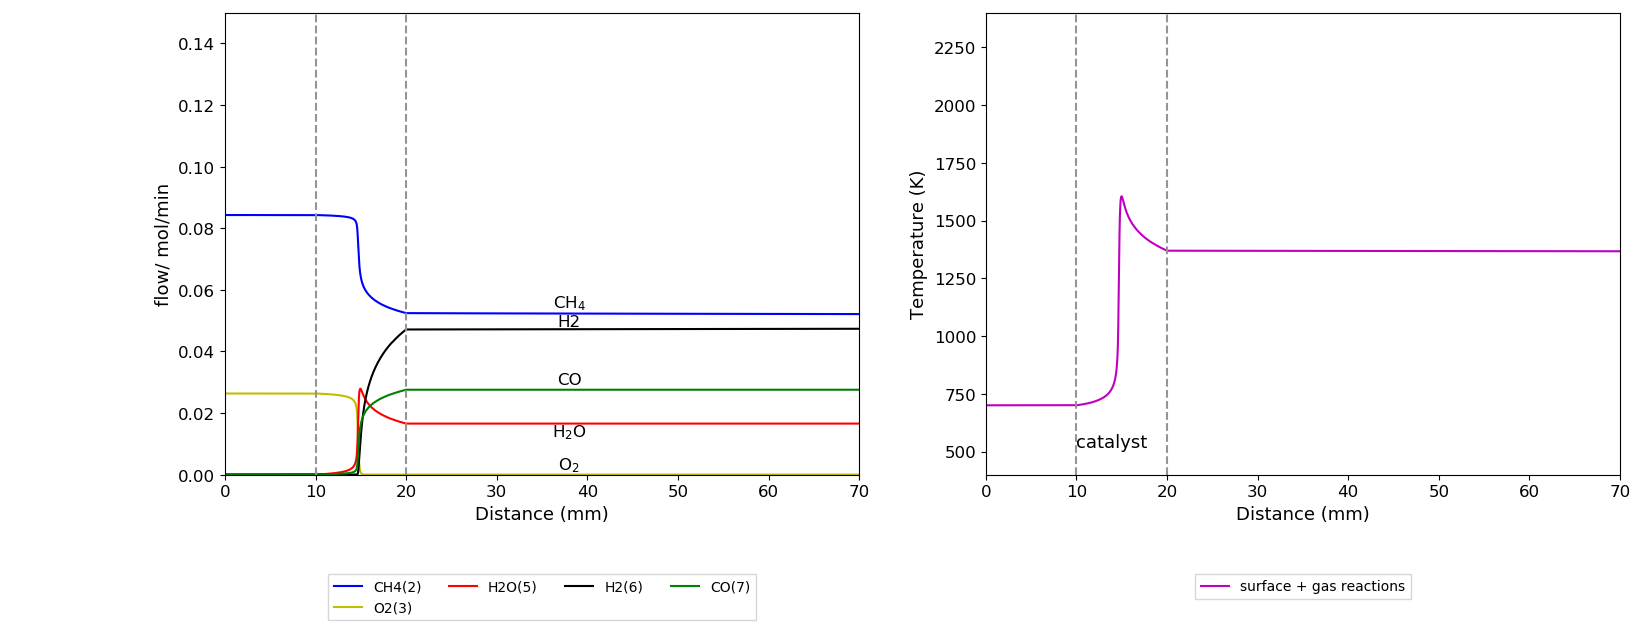 0.14
0.12
0.10
0.08
0.06
0.04
0.02
0.00
flow/ mol/min
CH₄
H2
CO
H₂O
O₂
0 10 20 30 40 50 60 70
Distance (mm)
CH4(2) H2O(5) H2(6) CO(7)
O2(3)
2250
2000
1750
1500
1250
1000
750
500
Temperature (K)
catalyst
0 10 20 30 40 50 60 70
Distance (mm)
surface + gas reactions